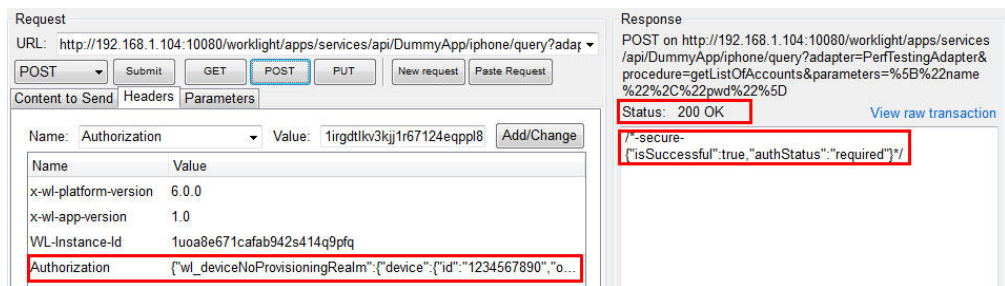 Request
URL: http://192.168.1.104:10080/worklight/apps/services/api/DummyApp/iphone/query?adap
POST Submit GET POST PUT New request Paste Request
Content to Send Headers Parameters
Name: Authorization Value: 1irgdtlkv3kjj1r67124eqppl8 Add/Change
Name Value
x-wl-platform-version 6.0.0
x-wl-app-version 1.0
WL-Instance-Id 1uoa8e671cafab942s414q9pfq
Authorization {"wl_deviceNoProvisioningRealm":{"device":{"id":"1234567890","o...
Response
POST on http://192.168.1.104:10080/worklight/apps/services
/api/DummyApp/iphone/query?adapter=PerfTestingAdapter&
procedure=getListOfAccounts&parameters=%5B%22name
%22%2C%22pwd%22%5D
Status: 200 OK View raw transaction
/*-secure-
{"isSuccessful":true,"authStatus":"required"}*/